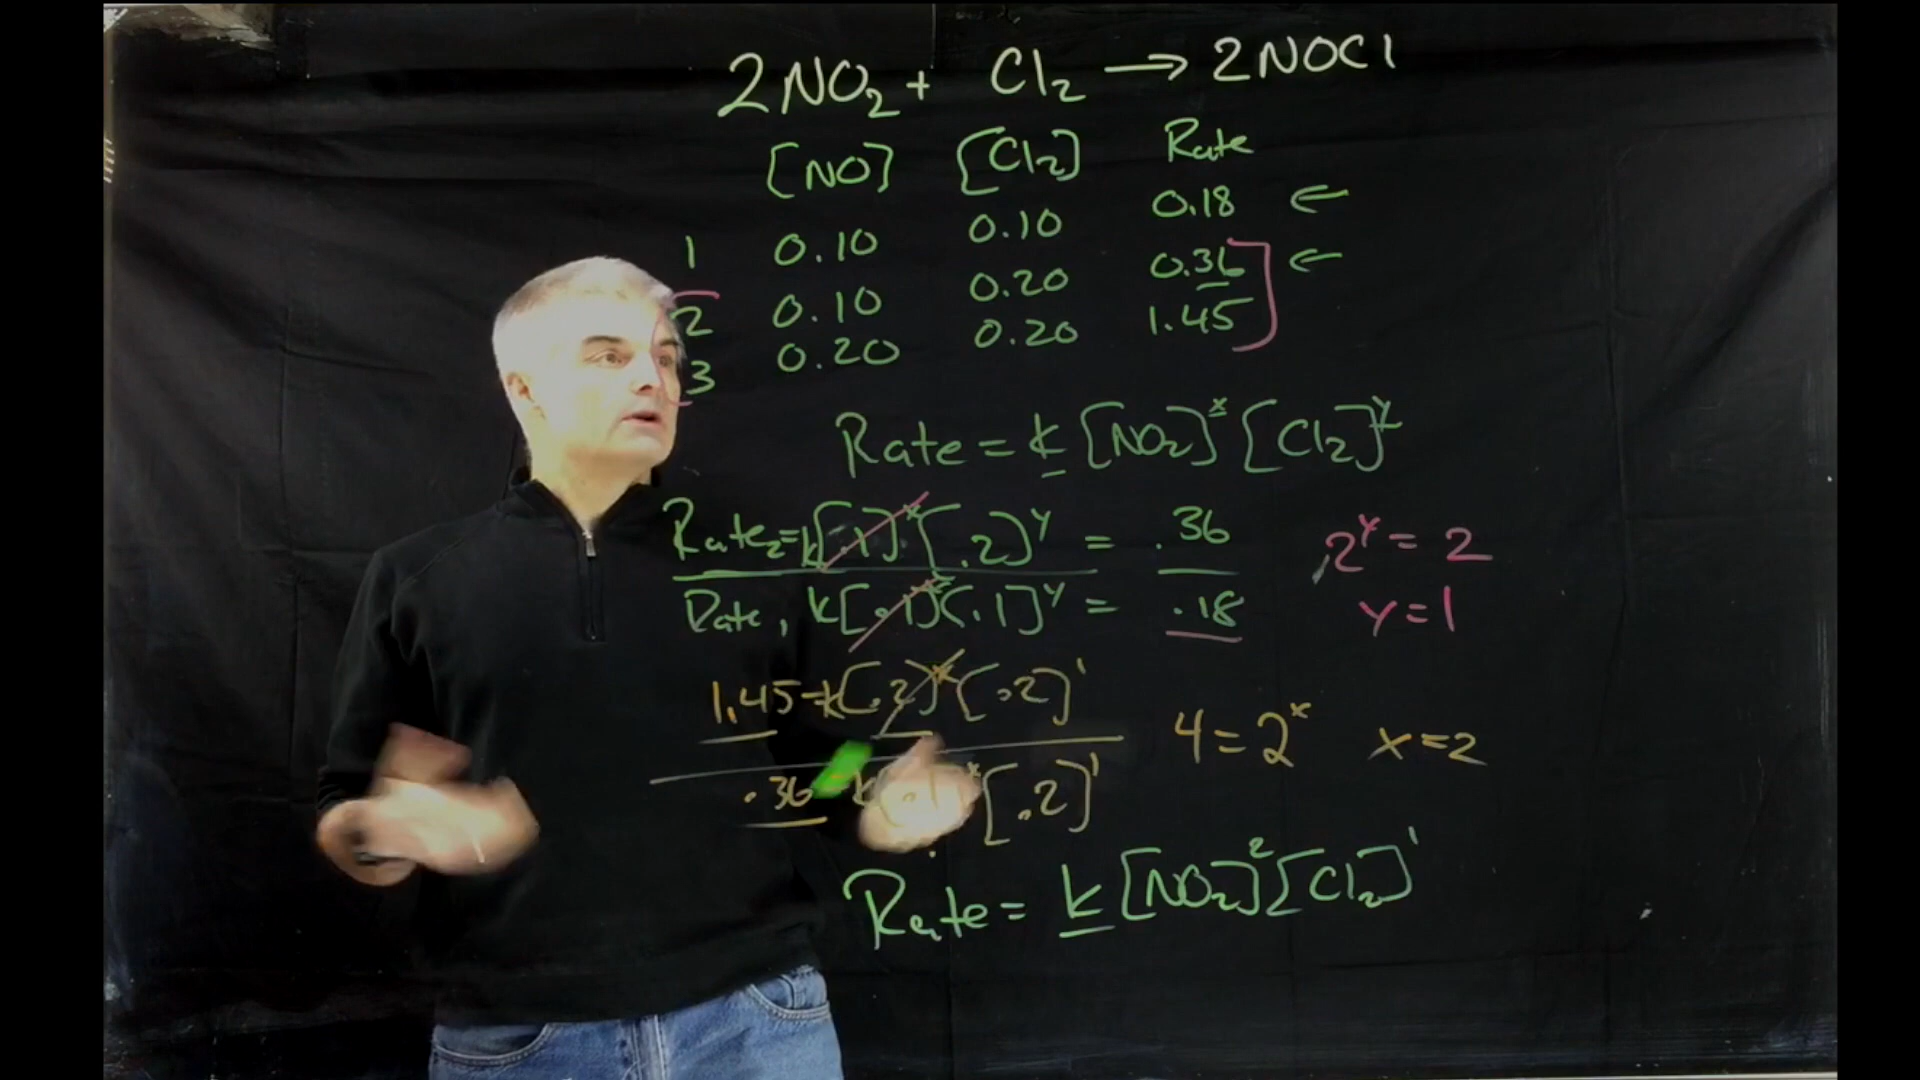 2NO₂ + Cl₂ → 2NOCl
[NO] [Cl₂] Rate
1 0.10 0.10 0.18 ←
2 0.10 0.20 0.36 ←
3 0.20 0.20 1.45
Rate = k [NO₂]ˣ [Cl₂]ʸ
Rate₂ = k[.1]ˣ [.2]ʸ = .36
Rate₁ k[.1]ˣ [.1]ʸ = .18
2ʸ = 2
y = 1
1.45 = k[.2]ˣ [.2]¹
.36 = k[.1]ˣ [.2]¹
4 = 2ˣ x = 2
Rate = k [NO₂]² [Cl₂]¹